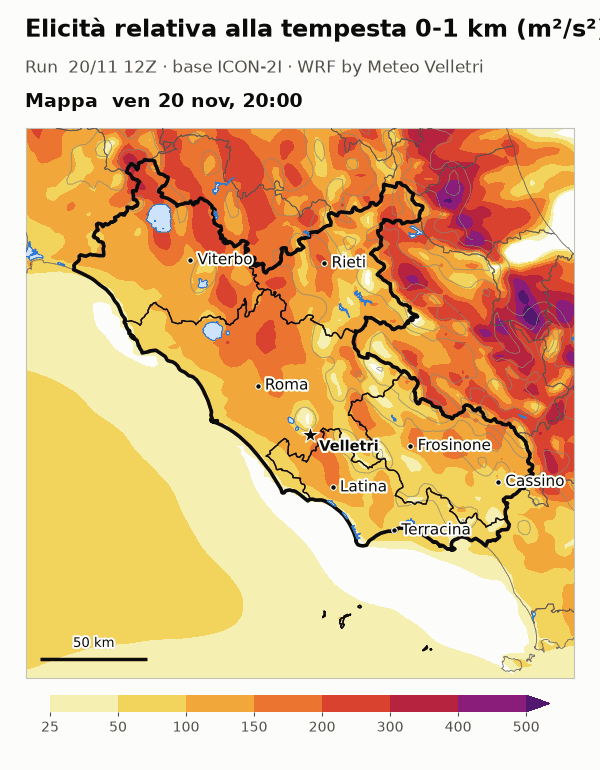 Elicità relativa alla tempesta 0-1 km (m²/s²)
Run  20/11 12Z · base ICON-2I · WRF by Meteo Velletri
Mappa  ven 20 nov, 20:00
Viterbo
Rieti
Roma
Velletri
Frosinone
Cassino
Latina
Terracina
50 km
25 50 100 150 200 300 400 500